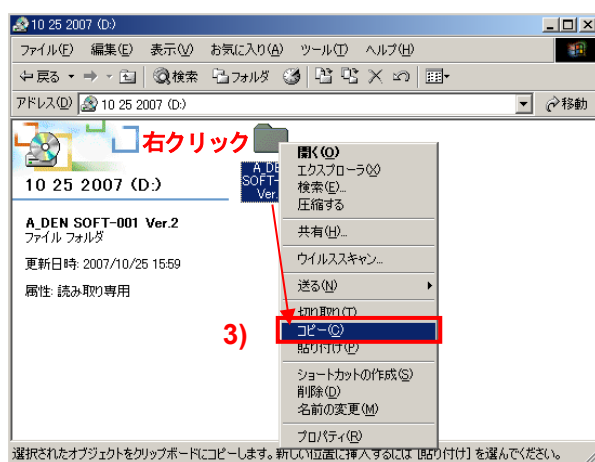 10 25 2007 (D:)
ファイル(F) 編集(E) 表示(V) お気に入り(A) ツール(T) ヘルプ(H)
戻る 検索 フォルダ
アドレス(D) 10 25 2007 (D:) 移動
右クリック
10 25 2007 (D:)
A_DEN SOFT-001 Ver.2
ファイル フォルダ
更新日時: 2007/10/25 15:59
属性: 読み取り専用
A_DE
SOFT-
Ver.
開く(O)
エクスプローラ(X)
検索(E)...
圧縮する
共有(H)...
ウイルススキャン...
送る(N)
切り取り(T)
3)
コピー(C)
貼り付け(P)
ショートカットの作成(S)
削除(D)
名前の変更(M)
プロパティ(R)
選択されたオブジェクトをクリップボードにコピーします。新しい位置に挿入するには [貼り付け] を選んでください。